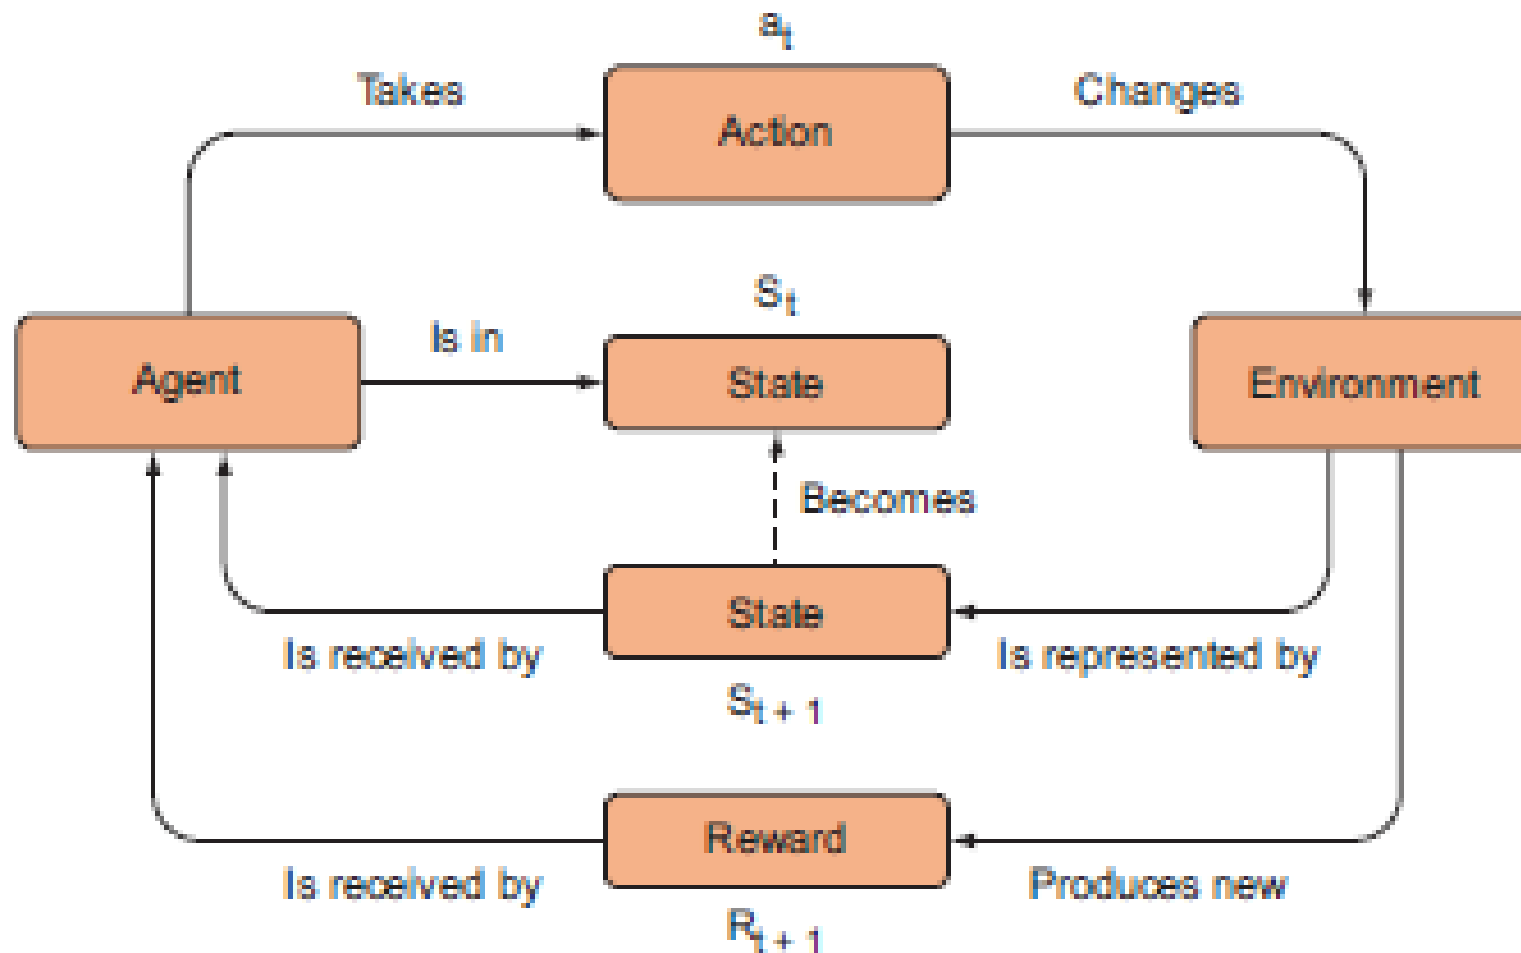 a_t
Takes
Action
Changes
S_t
Is in
Agent
State
Environment
Becomes
State
Is received by
Is represented by
S_t + 1
Reward
Is received by
Produces new
R_t + 1